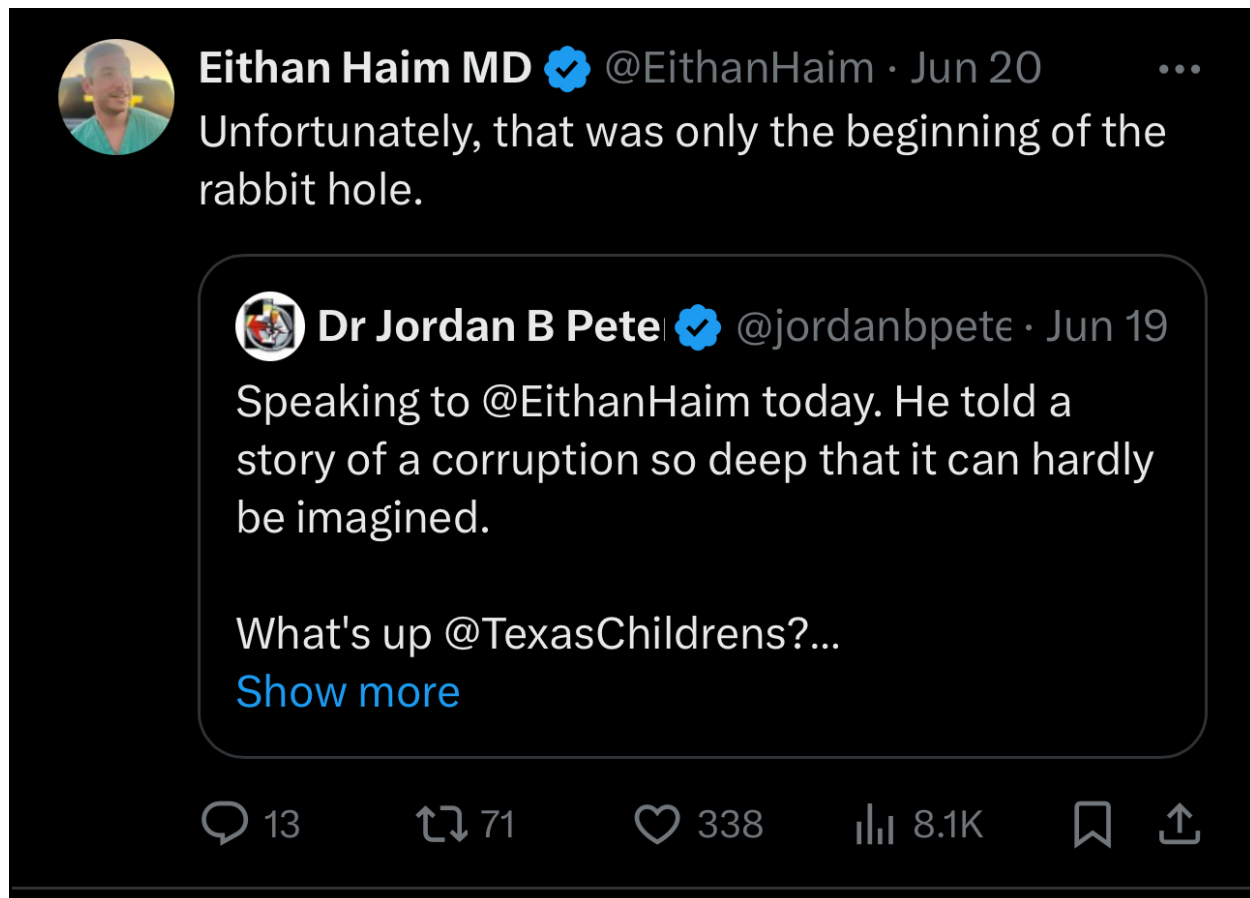 Eithan Haim MD @EithanHaim · Jun 20
Unfortunately, that was only the beginning of the
rabbit hole.
Dr Jordan B Pete @jordanbpete · Jun 19
Speaking to @EithanHaim today. He told a
story of a corruption so deep that it can hardly
be imagined.
What's up @TexasChildrens?...
Show more
13 71 338 8.1K